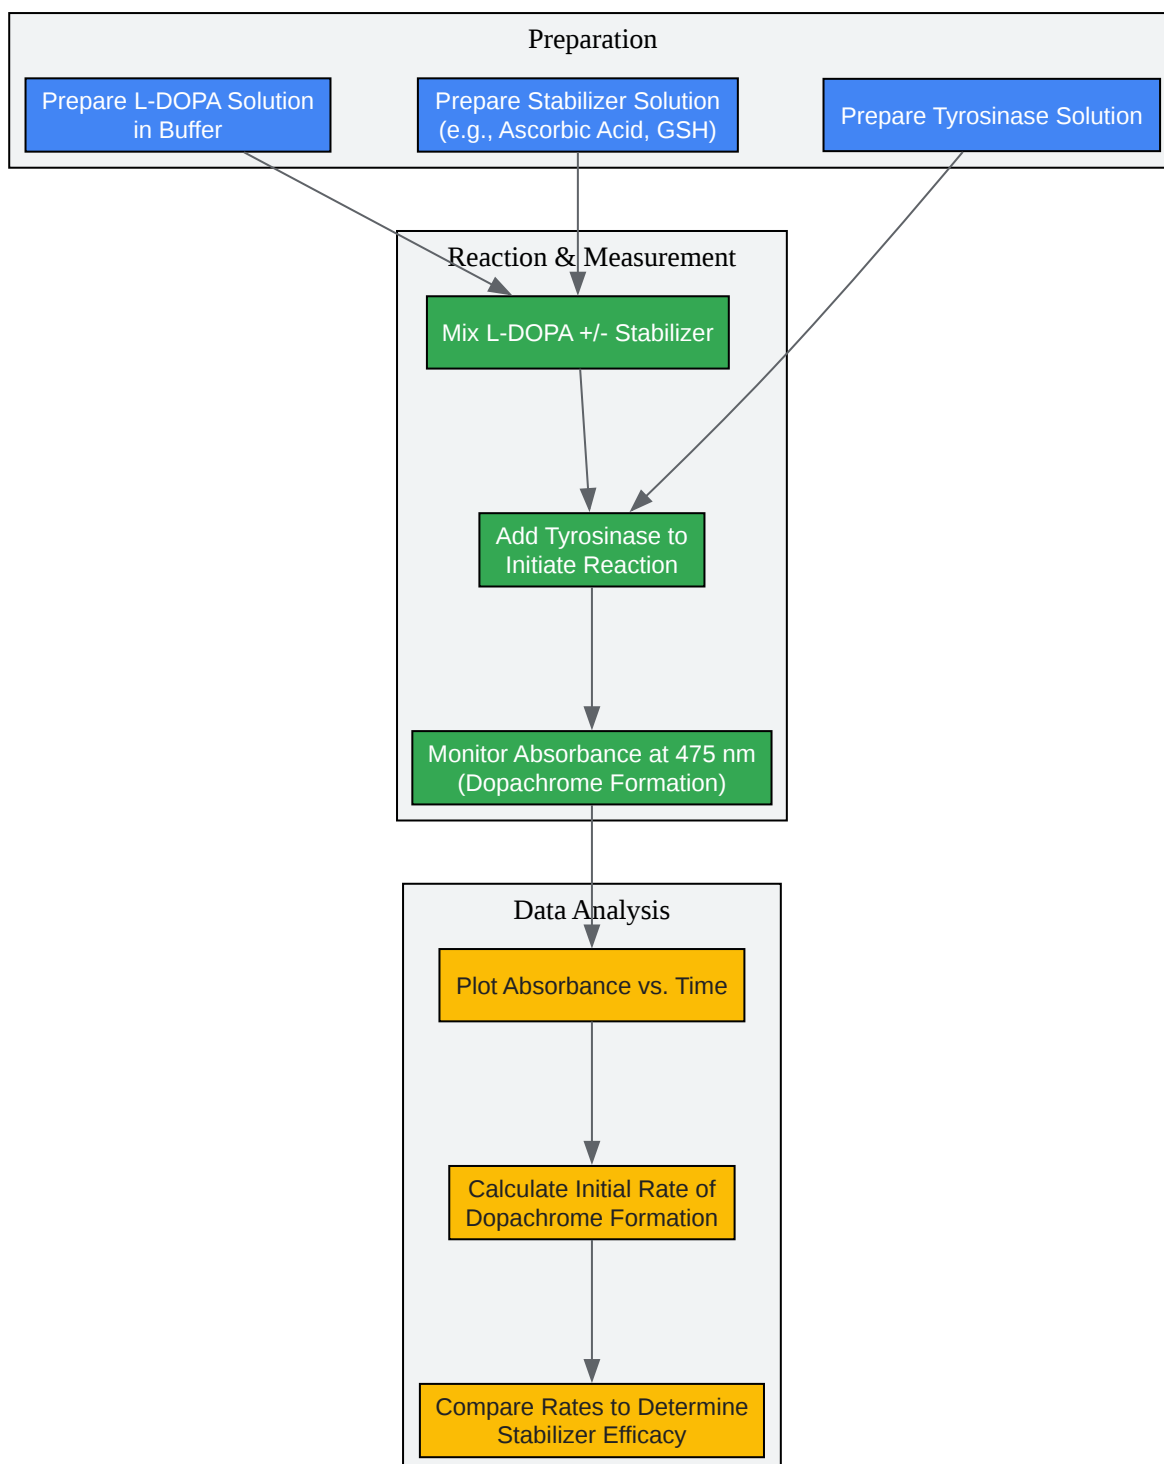 Preparation
Prepare L-DOPA Solution
in Buffer
Prepare Stabilizer Solution
(e.g., Ascorbic Acid, GSH)
Prepare Tyrosinase Solution
Reaction & Measurement
Mix L-DOPA +/- Stabilizer
Add Tyrosinase to
Initiate Reaction
Monitor Absorbance at 475 nm
(Dopachrome Formation)
Data Analysis
Plot Absorbance vs. Time
Calculate Initial Rate of
Dopachrome Formation
Compare Rates to Determine
Stabilizer Efficacy